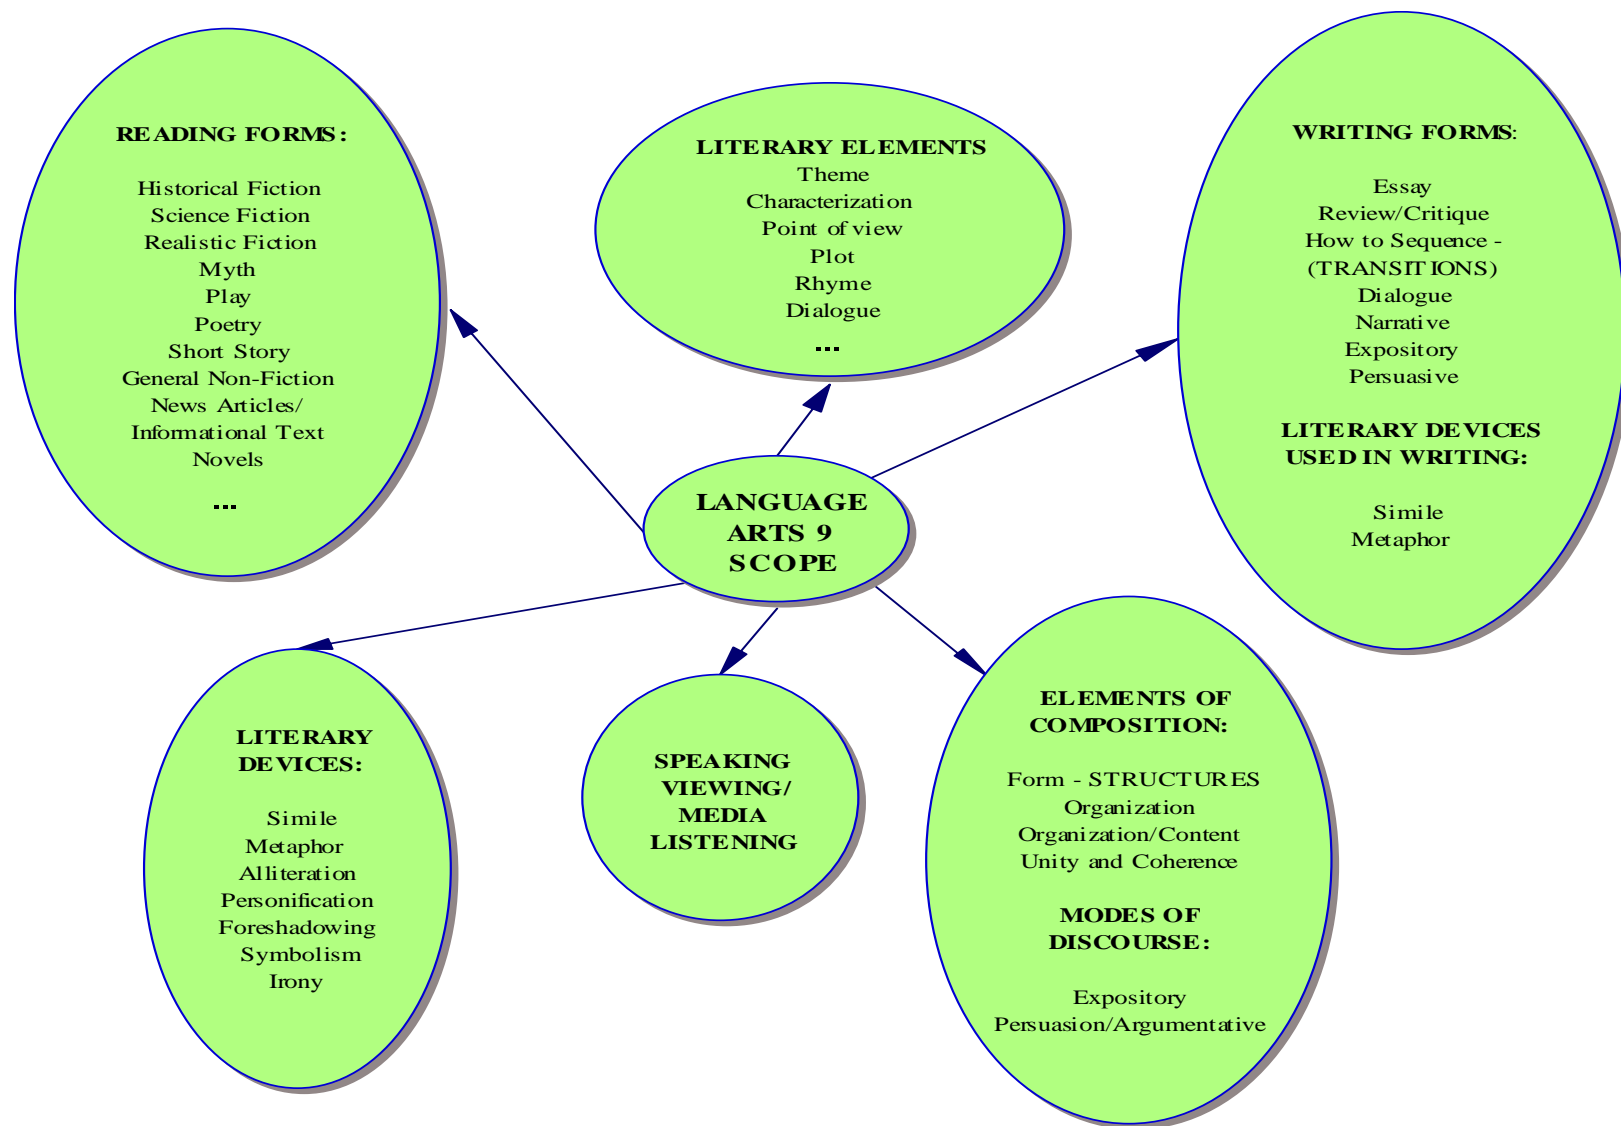 READING FORMS:
Historical Fiction
Science Fiction
Realistic Fiction
Myth
Play
Poetry
Short Story
General Non-Fiction
News Articles/
Informational Text
Novels
...
LITERARY ELEMENTS
Theme
Characterization
Point of view
Plot
Rhyme
Dialogue
...
WRITING FORMS:
Essay
Review/Critique
How to Sequence -
(TRANSITIONS)
Dialogue
Narrative
Expository
Persuasive
LITERARY DEVICES
USED IN WRITING:
Simile
Metaphor
LANGUAGE
ARTS 9
SCOPE
LITERARY
DEVICES:
Simile
Metaphor
Alliteration
Personification
Foreshadowing
Symbolism
Irony
SPEAKING
VIEWING/
MEDIA
LISTENING
ELEMENTS OF
COMPOSITION:
Form - STRUCTURES
Organization
Organization/Content
Unity and Coherence
MODES OF
DISCOURSE:
Expository
Persuasion/Argumentative